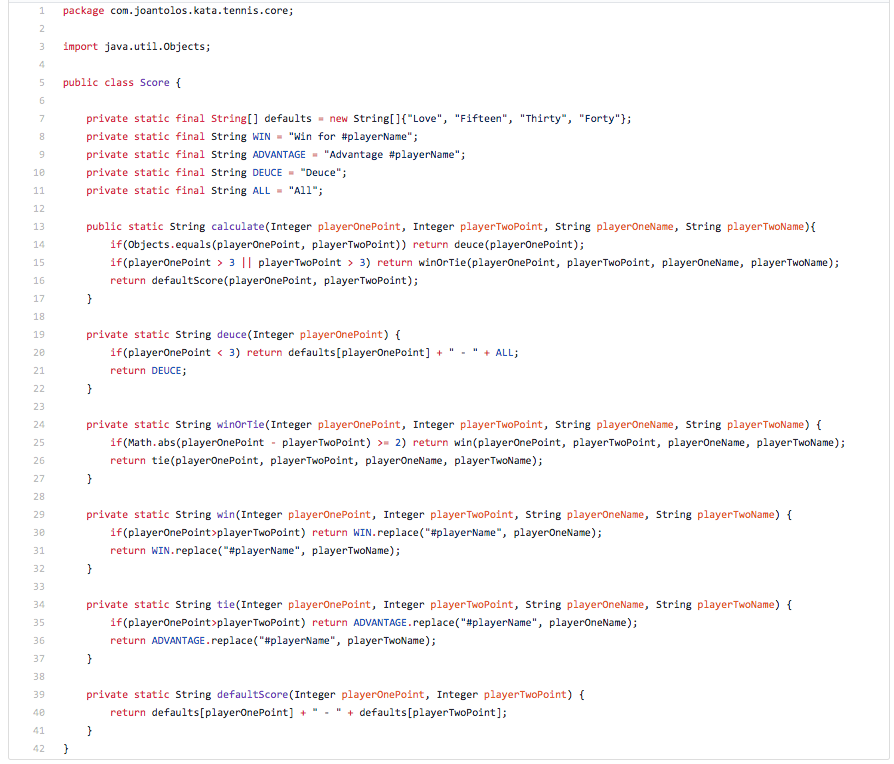 1 package com.joantolos.kata.tennis.core;
2
3 import java.util.Objects;
4
5 public class Score {
6
7 private static final String[] defaults = new String[]{"Love", "Fifteen", "Thirty", "Forty"};
8 private static final String WIN = "Win for #playerName";
9 private static final String ADVANTAGE = "Advantage #playerName";
10 private static final String DEUCE = "Deuce";
11 private static final String ALL = "All";
12
13 public static String calculate(Integer playerOnePoint, Integer playerTwoPoint, String playerOneName, String playerTwoName){
14 if(Objects.equals(playerOnePoint, playerTwoPoint)) return deuce(playerOnePoint);
15 if(playerOnePoint > 3 || playerTwoPoint > 3) return winOrTie(playerOnePoint, playerTwoPoint, playerOneName, playerTwoName);
16 return defaultScore(playerOnePoint, playerTwoPoint);
17 }
18
19 private static String deuce(Integer playerOnePoint) {
20 if(playerOnePoint < 3) return defaults[playerOnePoint] + " - " + ALL;
21 return DEUCE;
22 }
23
24 private static String winOrTie(Integer playerOnePoint, Integer playerTwoPoint, String playerOneName, String playerTwoName) {
25 if(Math.abs(playerOnePoint - playerTwoPoint) >= 2) return win(playerOnePoint, playerTwoPoint, playerOneName, playerTwoName);
26 return tie(playerOnePoint, playerTwoPoint, playerOneName, playerTwoName);
27 }
28
29 private static String win(Integer playerOnePoint, Integer playerTwoPoint, String playerOneName, String playerTwoName) {
30 if(playerOnePoint>playerTwoPoint) return WIN.replace("#playerName", playerOneName);
31 return WIN.replace("#playerName", playerTwoName);
32 }
33
34 private static String tie(Integer playerOnePoint, Integer playerTwoPoint, String playerOneName, String playerTwoName) {
35 if(playerOnePoint>playerTwoPoint) return ADVANTAGE.replace("#playerName", playerOneName);
36 return ADVANTAGE.replace("#playerName", playerTwoName);
37 }
38
39 private static String defaultScore(Integer playerOnePoint, Integer playerTwoPoint) {
40 return defaults[playerOnePoint] + " - " + defaults[playerTwoPoint];
41 }
42 }